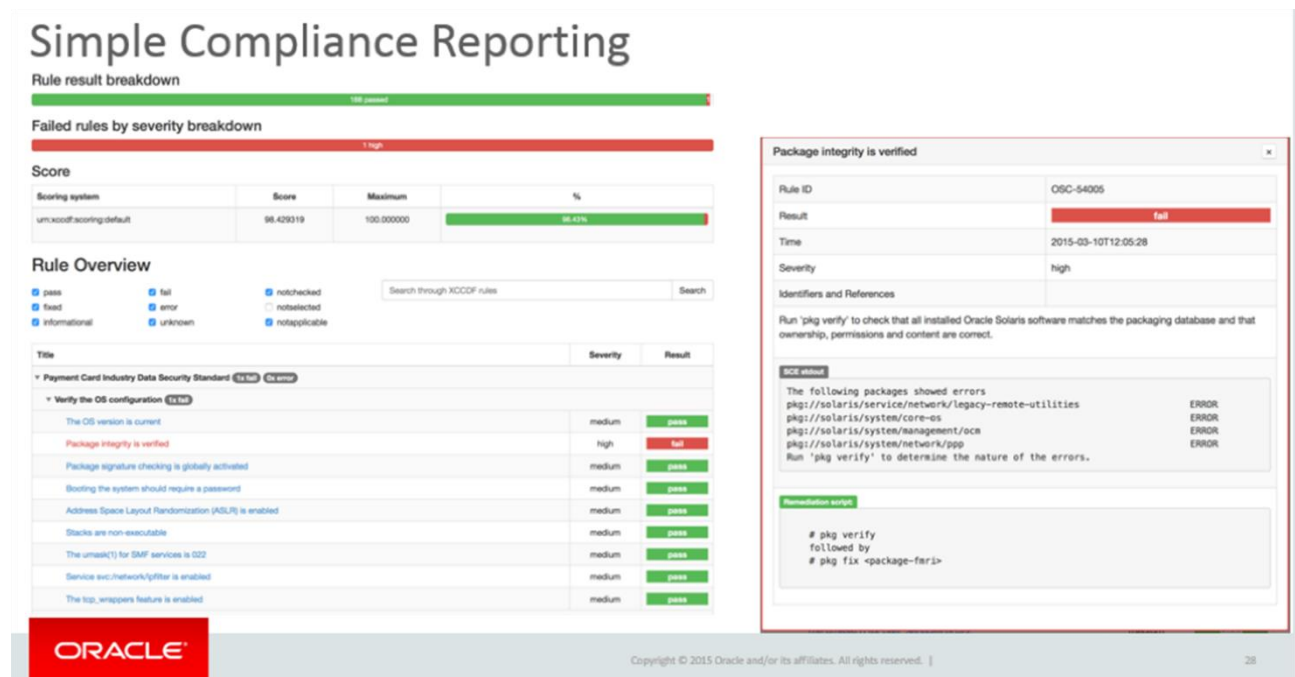 Simple Compliance Reporting
Rule result breakdown
188 passed
Failed rules by severity breakdown
1 high
Score
Scoring system Score Maximum %
urn:xccdf:scoring:default 98.429319 100.000000 98.43%
Rule Overview
pass fail notchecked
fixed error notselected
informational unknown notapplicable
Search through XCCDF rules Search
Title Severity Result
Payment Card Industry Data Security Standard 1x fail 0x error
Verify the OS configuration 1x fail
The OS version is current medium pass
Package integrity is verified high fail
Package signature checking is globally activated medium pass
Booting the system should require a password medium pass
Address Space Layout Randomization (ASLR) is enabled medium pass
Stacks are non-executable medium pass
The umask(1) for SMF services is 022 medium pass
Service svc:/network/ipfilter is enabled medium pass
The tcp_wrappers feature is enabled medium pass
Package integrity is verified ×
Rule ID OSC-54005
Result fail
Time 2015-03-10T12:05:28
Severity high
Identifiers and References
Run 'pkg verify' to check that all installed Oracle Solaris software matches the packaging database and that
ownership, permissions and content are correct.
SCE stdout
The following packages showed errors
pkg://solaris/service/network/legacy-remote-utilities ERROR
pkg://solaris/system/core-os ERROR
pkg://solaris/system/management/ocm ERROR
pkg://solaris/system/network/ppp ERROR
Run 'pkg verify' to determine the nature of the errors.
Remediation script:
# pkg verify
followed by
# pkg fix <package-fmri>
ORACLE®
Copyright © 2015 Oracle and/or its affiliates. All rights reserved. |
28